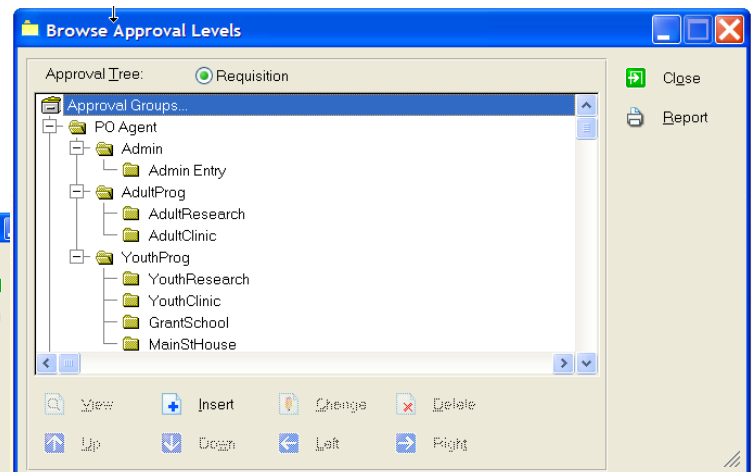 Browse Approval Levels
Approval Tree: Requisition
Close
Approval Groups...
Report
PO Agent
Admin
Admin Entry
AdultProg
AdultResearch
AdultClinic
YouthProg
YouthResearch
YouthClinic
GrantSchool
MainStHouse
View Insert Change Delete
Up Down Left Right